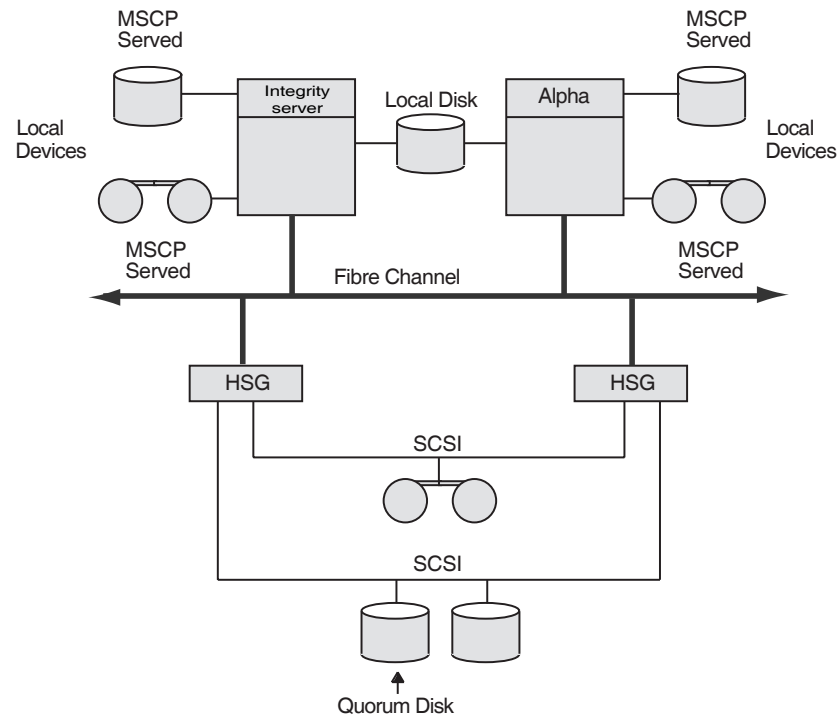 MSCP
Served
MSCP
Served
Integrity
server
Local Disk
Alpha
Local
Devices
Local
Devices
MSCP
Served
MSCP
Served
Fibre Channel
HSG
HSG
SCSI
SCSI
Quorum Disk